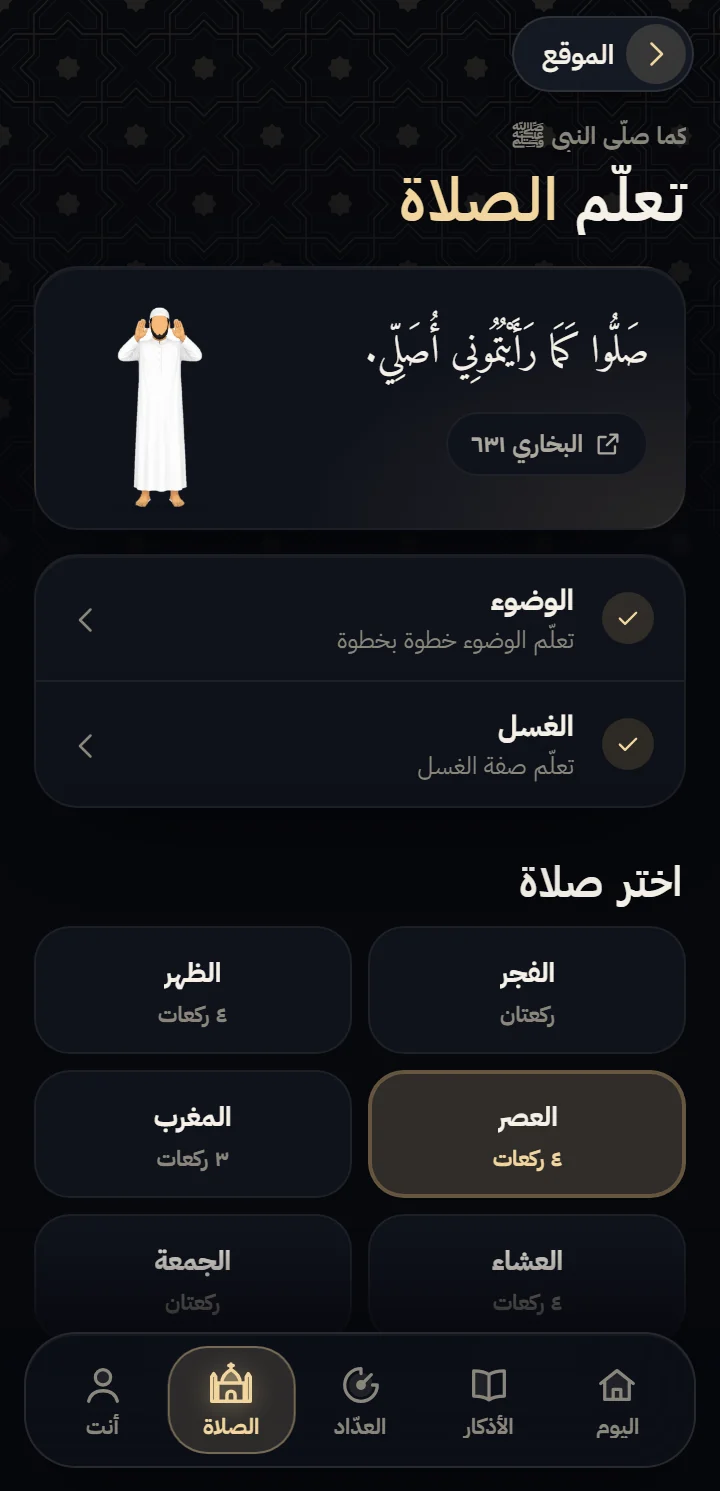 الموقع
كما صلّى النبي ﷺ
تعلّم الصلاة
صَلُّوا كَمَا رَأَيْتُمُونِي أُصَلِّي.
البخاري ٦٣١
الوضوء
تعلّم الوضوء خطوة بخطوة
الغسل
تعلّم صفة الغسل
اختر صلاة
الفجر
ركعتان
الظهر
٤ ركعات
العصر
٤ ركعات
المغرب
٣ ركعات
العشاء
٤ ركعات
الجمعة
ركعتان
اليوم
الأذكار
العدّاد
الصلاة
أنت